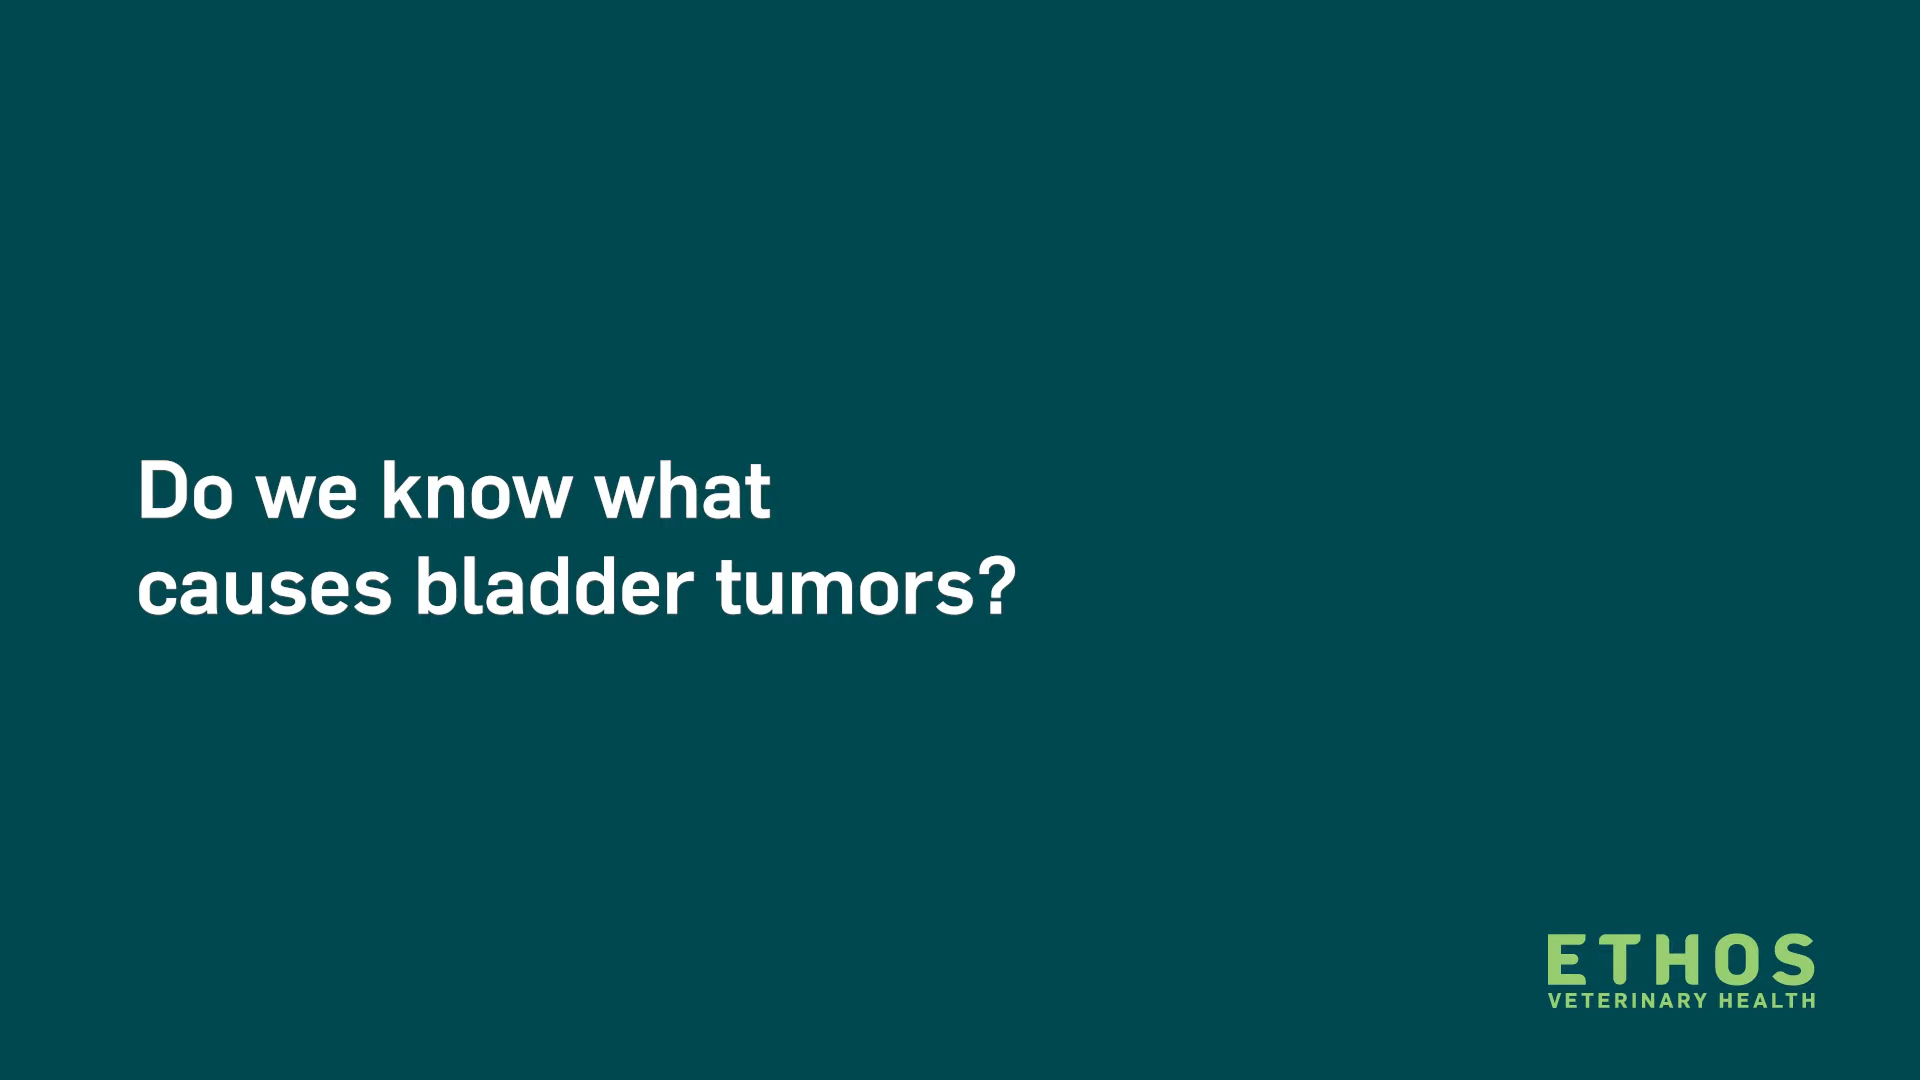 Do we know what
causes bladder tumors?
ETHOS
VETERINARY HEALTH